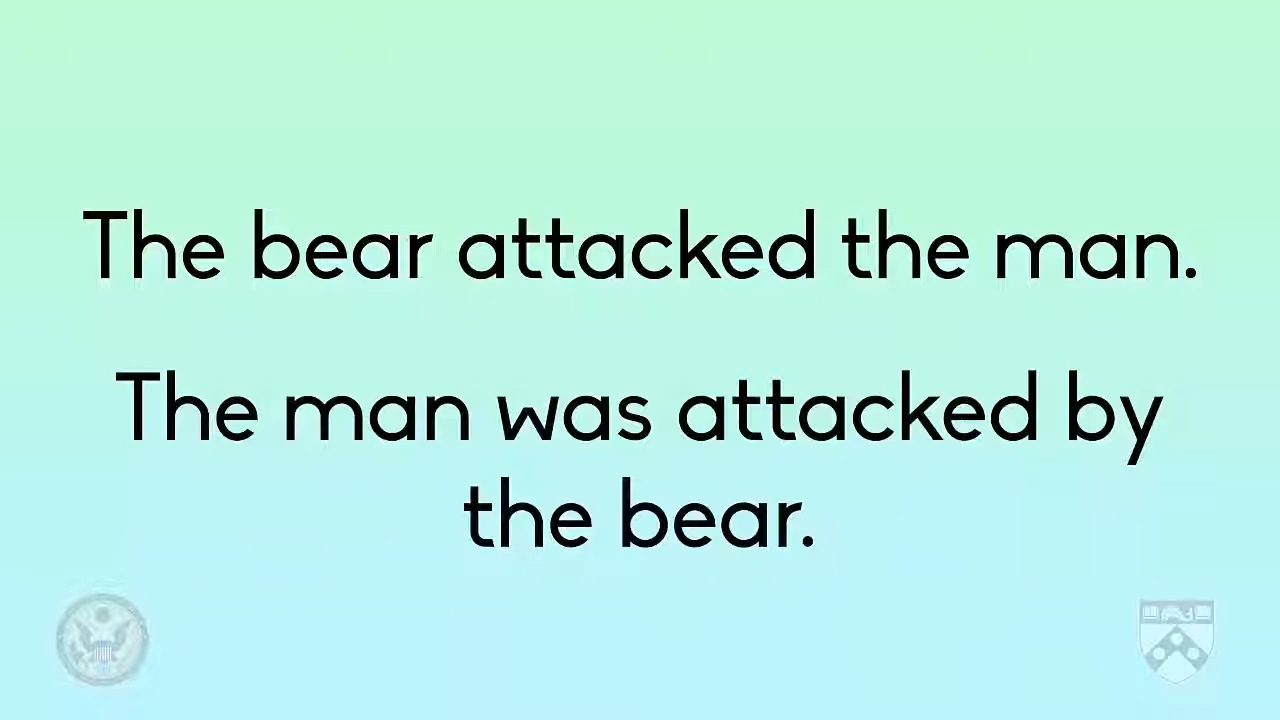 The bear attacked the man.
The man was attacked by
the bear.